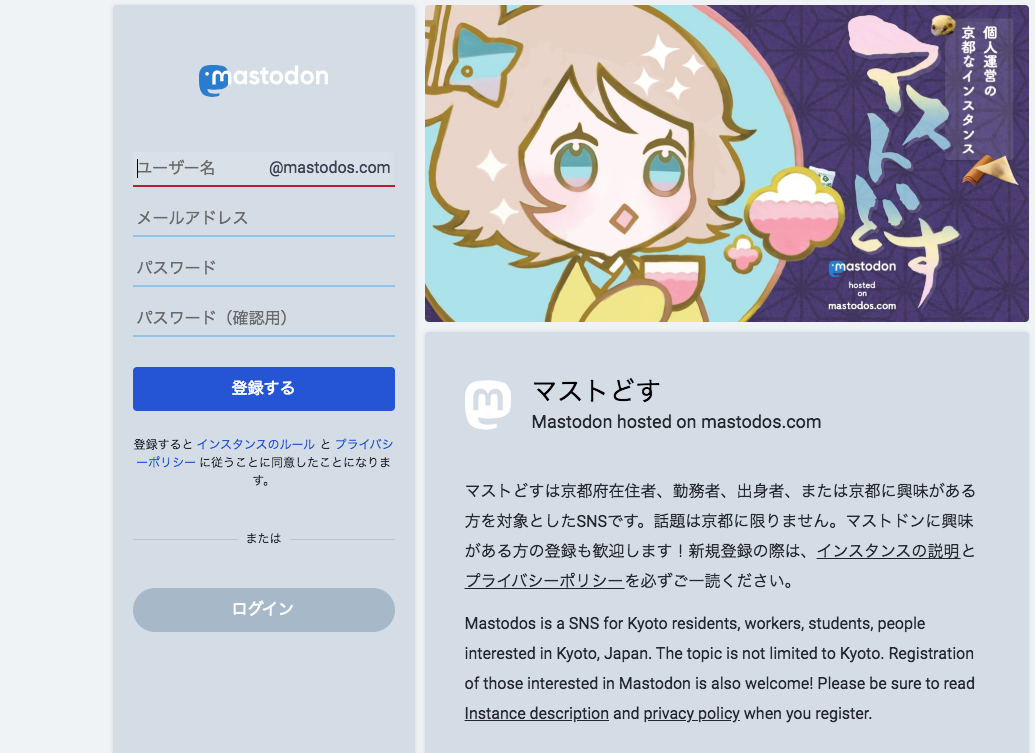 mastodon
ユーザー名 @mastodos.com
メールアドレス
パスワード
パスワード（確認用）
登録する
登録すると インスタンスのルール と プライバシ
ーポリシー に従うことに同意したことになりま
す。
または
ログイン
個人運営の
京都なインスタンス
マストどす
mastodon
hosted
on
mastodos.com
マストどす
Mastodon hosted on mastodos.com
マストどすは京都府在住者、勤務者、出身者、または京都に興味がある
方を対象としたSNSです。話題は京都に限りません。マストドンに興味
がある方の登録も歓迎します！新規登録の際は、インスタンスの説明と
プライバシーポリシーを必ずご一読ください。
Mastodos is a SNS for Kyoto residents, workers, students, people
interested in Kyoto, Japan. The topic is not limited to Kyoto. Registration
of those interested in Mastodon is also welcome! Please be sure to read
Instance description and privacy policy when you register.